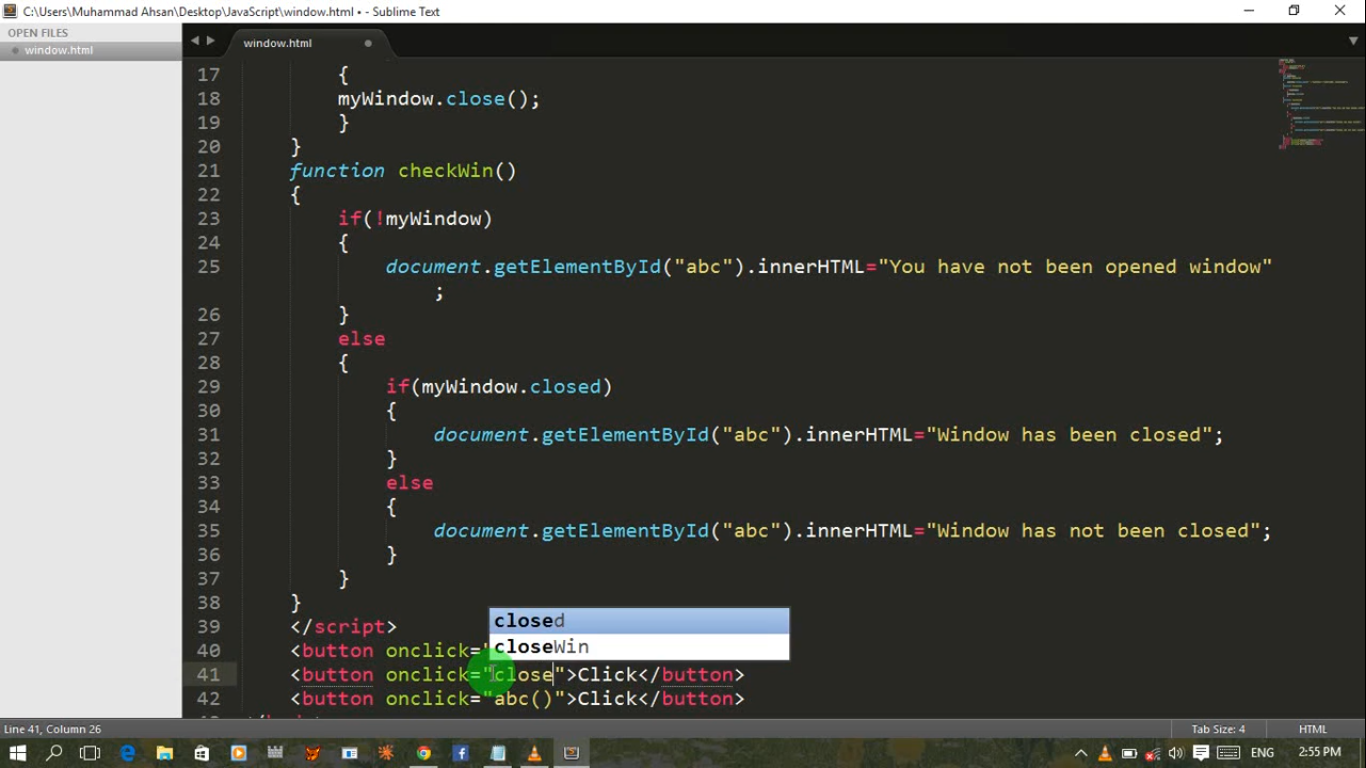 C:\Users\Muhammad Ahsan\Desktop\JavaScript\window.html • - Sublime Text
OPEN FILES
window.html
window.html
17 {
18 myWindow.close();
19 }
20 }
21 function checkWin()
22 {
23 if(!myWindow)
24 {
25 document.getElementById("abc").innerHTML="You have not been opened window"
;
26 }
27 else
28 {
29 if(myWindow.closed)
30 {
31 document.getElementById("abc").innerHTML="Window has been closed";
32 }
33 else
34 {
35 document.getElementById("abc").innerHTML="Window has not been closed";
36 }
37 }
38 }
closed
39 </script>
closeWin
40 <button onclick="
41 <button onclick="close">Click</button>
42 <button onclick="abc()">Click</button>
Line 41, Column 26
Tab Size: 4
HTML
ENG
2:55 PM